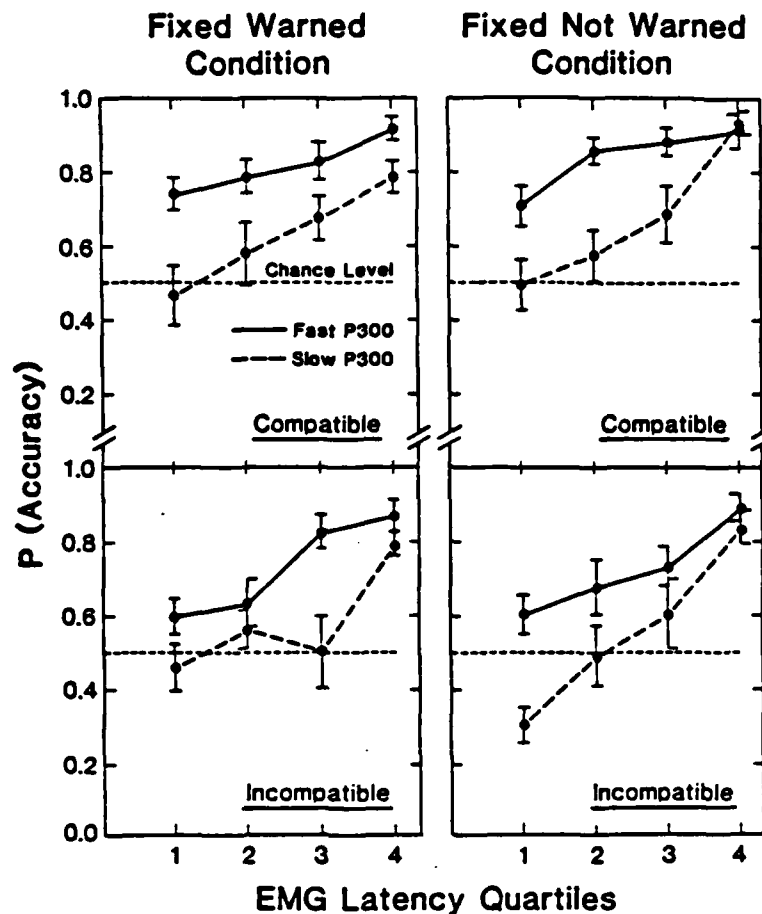 Fixed Warned
Condition
Fixed Not Warned
Condition
P (Accuracy)
1.0
0.8
0.6
0.4
0.2
Chance Level
Fast P300
Slow P300
Compatible
Compatible
1.0
0.8
0.6
0.4
0.2
0.0
Incompatible
Incompatible
1 2 3 4
1 2 3 4
EMG Latency Quartiles